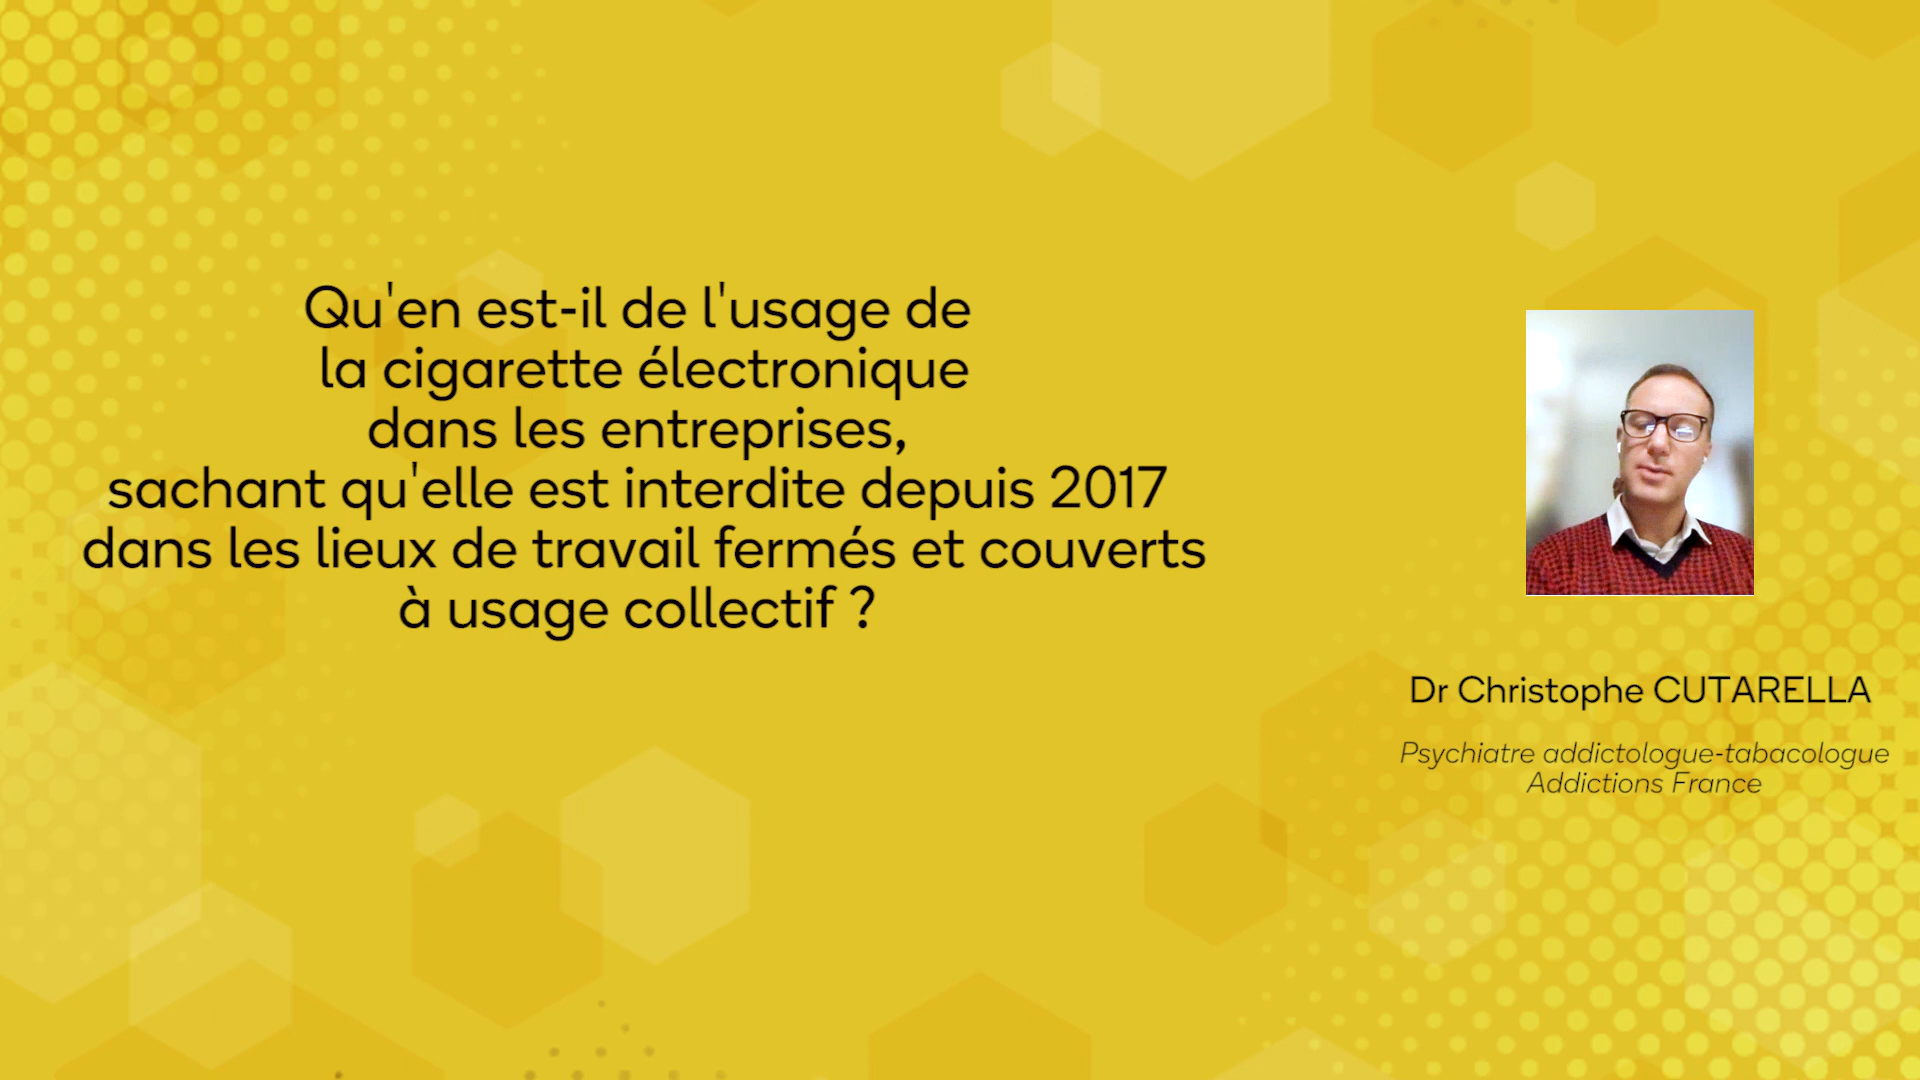 Qu'en est-il de l'usage de
la cigarette électronique
dans les entreprises,
sachant qu'elle est interdite depuis 2017
dans les lieux de travail fermés et couverts
à usage collectif ?
Dr Christophe CUTARELLA
Psychiatre addictologue-tabacologue
Addictions France